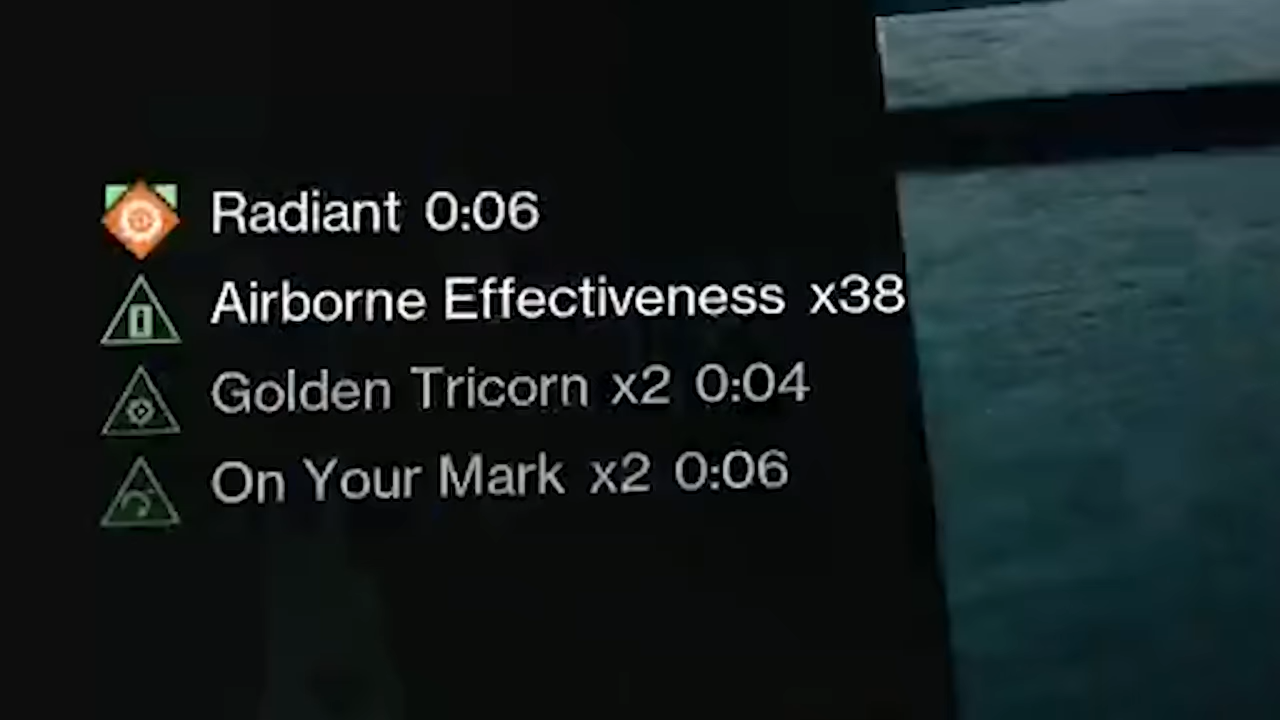 Radiant 0:06
Airborne Effectiveness x38
Golden Tricorn x2 0:04
On Your Mark x2 0:06